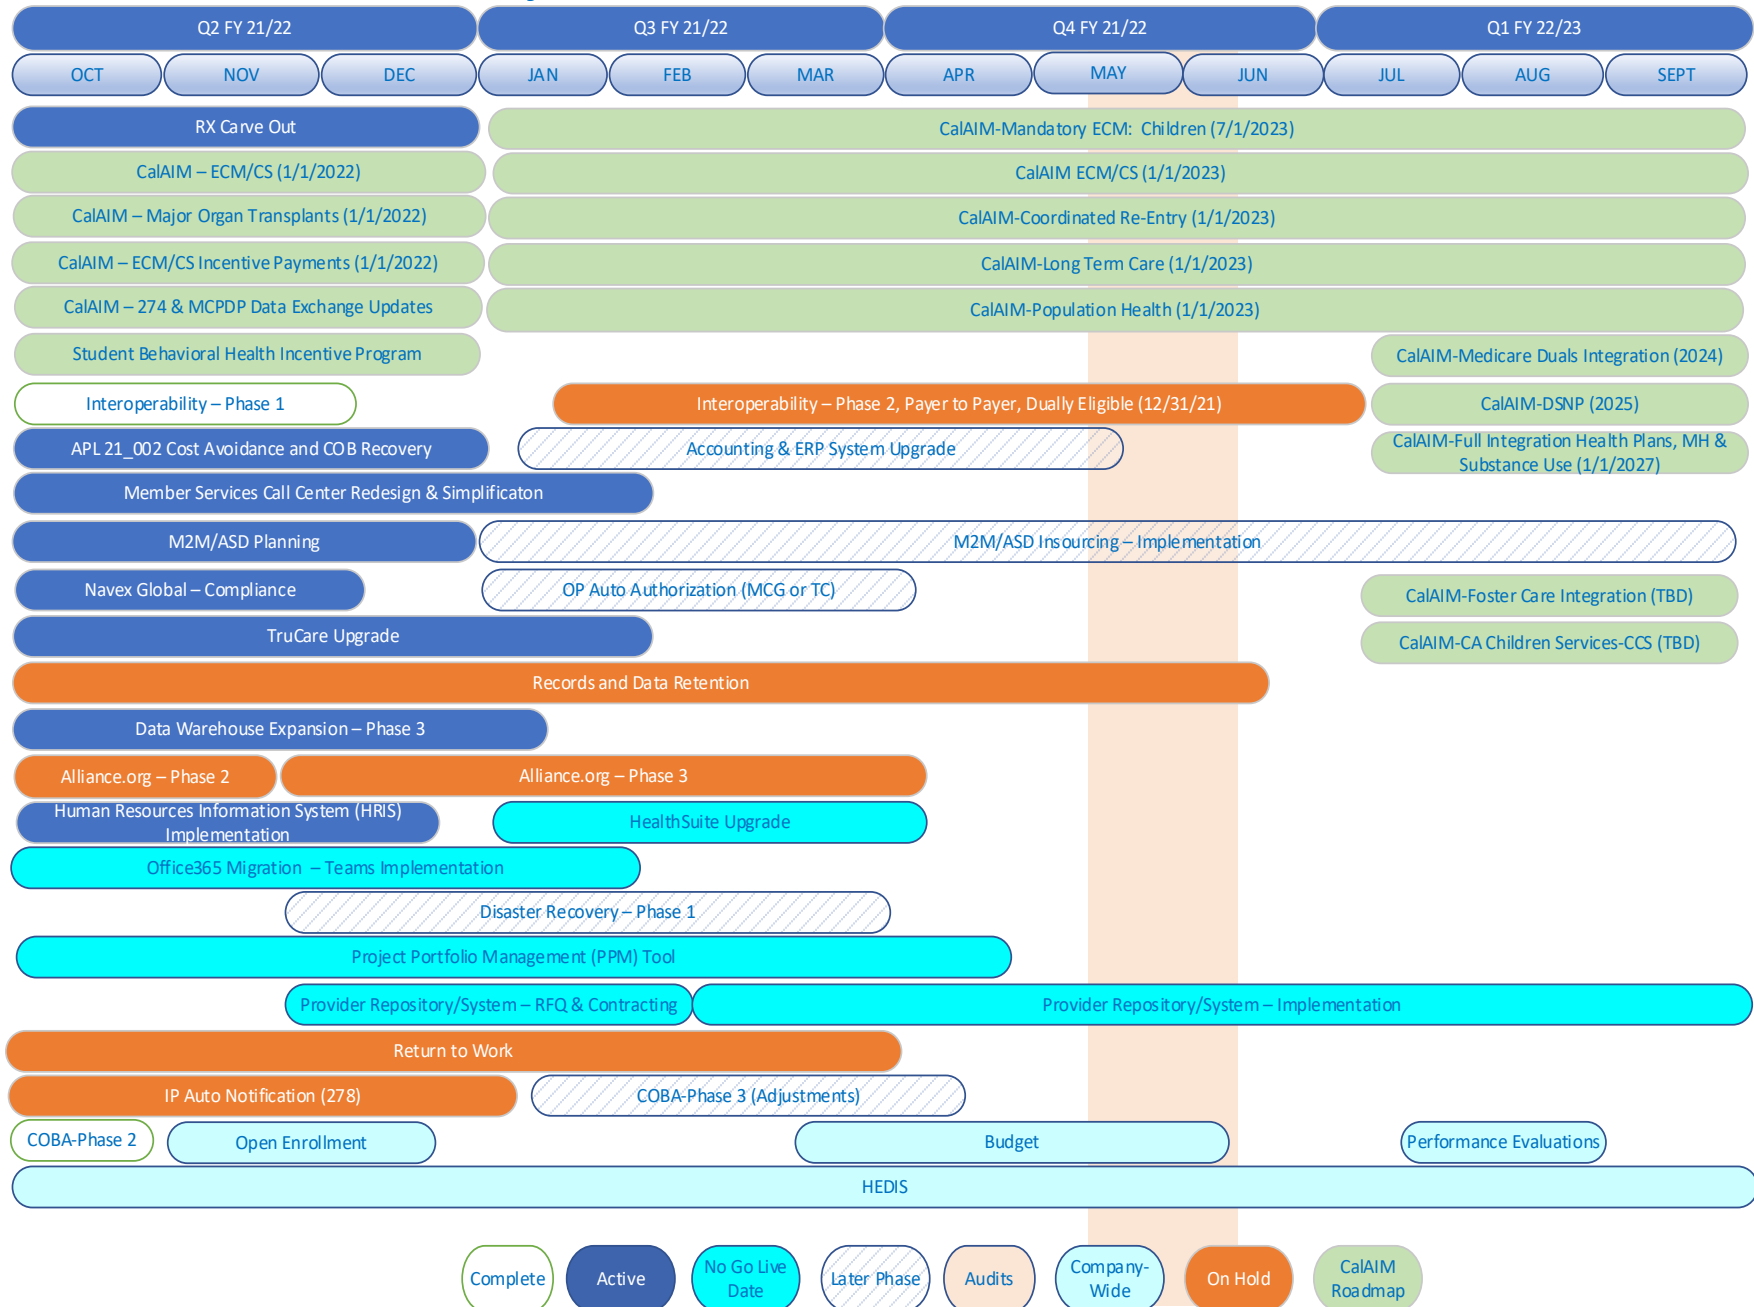 Q2 FY 21/22
Q3 FY 21/22
Q4 FY 21/22
Q1 FY 22/23
OCT
NOV
DEC
JAN
FEB
MAR
APR
MAY
JUN
JUL
AUG
SEPT
RX Carve Out
CalAIM-Mandatory ECM:  Children (7/1/2023)
CalAIM – ECM/CS (1/1/2022)
CalAIM ECM/CS (1/1/2023)
CalAIM – Major Organ Transplants (1/1/2022)
CalAIM-Coordinated Re-Entry (1/1/2023)
CalAIM – ECM/CS Incentive Payments (1/1/2022)
CalAIM-Long Term Care (1/1/2023)
CalAIM – 274 & MCPDP Data Exchange Updates
CalAIM-Population Health (1/1/2023)
Student Behavioral Health Incentive Program
CalAIM-Medicare Duals Integration (2024)
Interoperability – Phase 1
Interoperability – Phase 2, Payer to Payer, Dually Eligible (12/31/21)
CalAIM-DSNP (2025)
APL 21_002 Cost Avoidance and COB Recovery
Accounting & ERP System Upgrade
CalAIM-Full Integration Health Plans, MH &
Substance Use (1/1/2027)
Member Services Call Center Redesign & Simplificaton
M2M/ASD Planning
M2M/ASD Insourcing – Implementation
Navex Global – Compliance
OP Auto Authorization (MCG or TC)
CalAIM-Foster Care Integration (TBD)
TruCare Upgrade
CalAIM-CA Children Services-CCS (TBD)
Records and Data Retention
Data Warehouse Expansion – Phase 3
Alliance.org – Phase 2
Alliance.org – Phase 3
Human Resources Information System (HRIS)
Implementation
HealthSuite Upgrade
Office365 Migration  – Teams Implementation
Disaster Recovery – Phase 1
Project Portfolio Management (PPM) Tool
Provider Repository/System – RFQ & Contracting
Provider Repository/System – Implementation
Return to Work
IP Auto Notification (278)
COBA-Phase 3 (Adjustments)
COBA-Phase 2
Open Enrollment
Budget
Performance Evaluations
HEDIS
Complete
Active
No Go Live
Date
Later Phase
Audits
Company-
Wide
On Hold
CalAIM
Roadmap